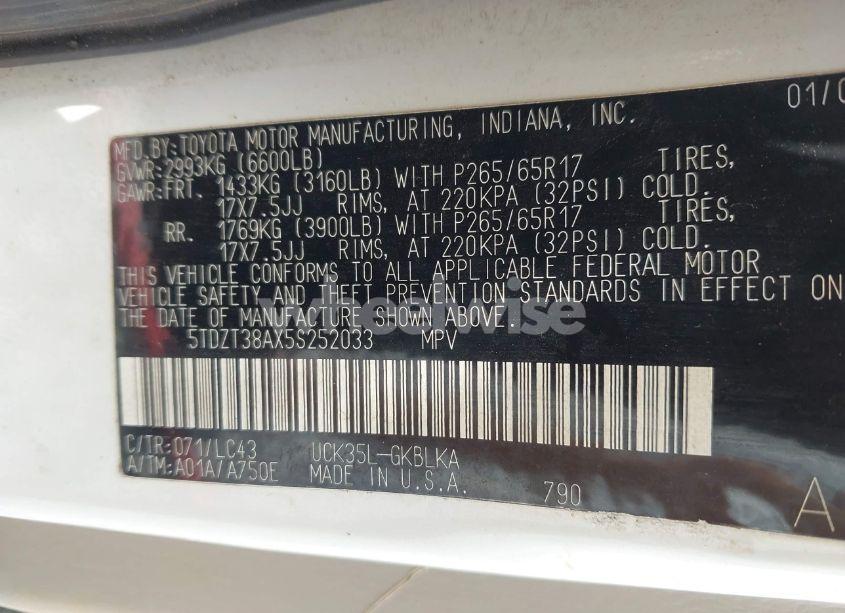 01/0
MFD.BY:TOYOTA MOTOR MANUFACTURING, INDIANA, INC.
GVWR:2993KG (6600LB)
GAWR:FRT. 1433KG (3160LB) WITH P265/65R17 TIRES,
17X7.5JJ RIMS, AT 220KPA (32PSI) COLD.
RR. 1769KG (3900LB) WITH P265/65R17 TIRES,
17X7.5JJ RIMS, AT 220KPA (32PSI) COLD.
THIS VEHICLE CONFORMS TO ALL APPLICABLE FEDERAL MOTOR
VEHICLE SAFETY AND THEFT PREVENTION STANDARDS IN EFFECT ON
THE DATE OF MANUFACTURE SHOWN ABOVE.
wheelwise
5TDZT38AX5S252033 MPV
C/TR:071/LC43 UCK35L-GKBLKA
A/TM:A01A/A750E MADE IN U.S.A. 790
A